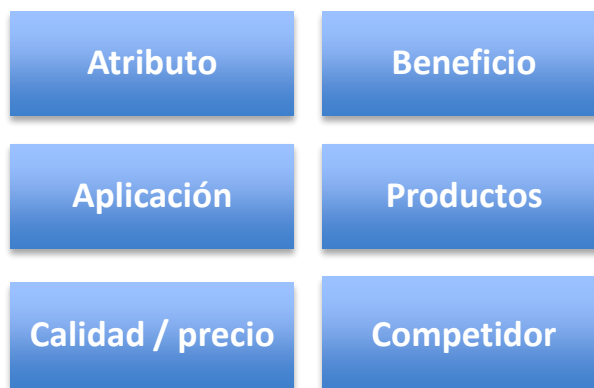 Atributo
Beneficio
Aplicación
Productos
Calidad / precio
Competidor